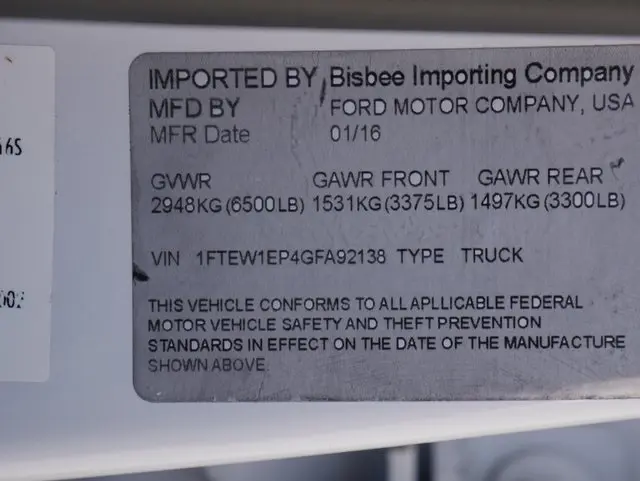 IMPORTED BY Bisbee Importing Company
MFD BY FORD MOTOR COMPANY, USA
MFR Date 01/16
GVWR GAWR FRONT GAWR REAR
2948KG (6500LB) 1531KG (3375LB) 1497KG (3300LB)
VIN 1FTEW1EP4GFA92138 TYPE TRUCK
THIS VEHICLE CONFORMS TO ALL APLLICABLE FEDERAL
MOTOR VEHICLE SAFETY AND THEFT PREVENTION
STANDARDS IN EFFECT ON THE DATE OF THE MANUFACTURE
SHOWN ABOVE.